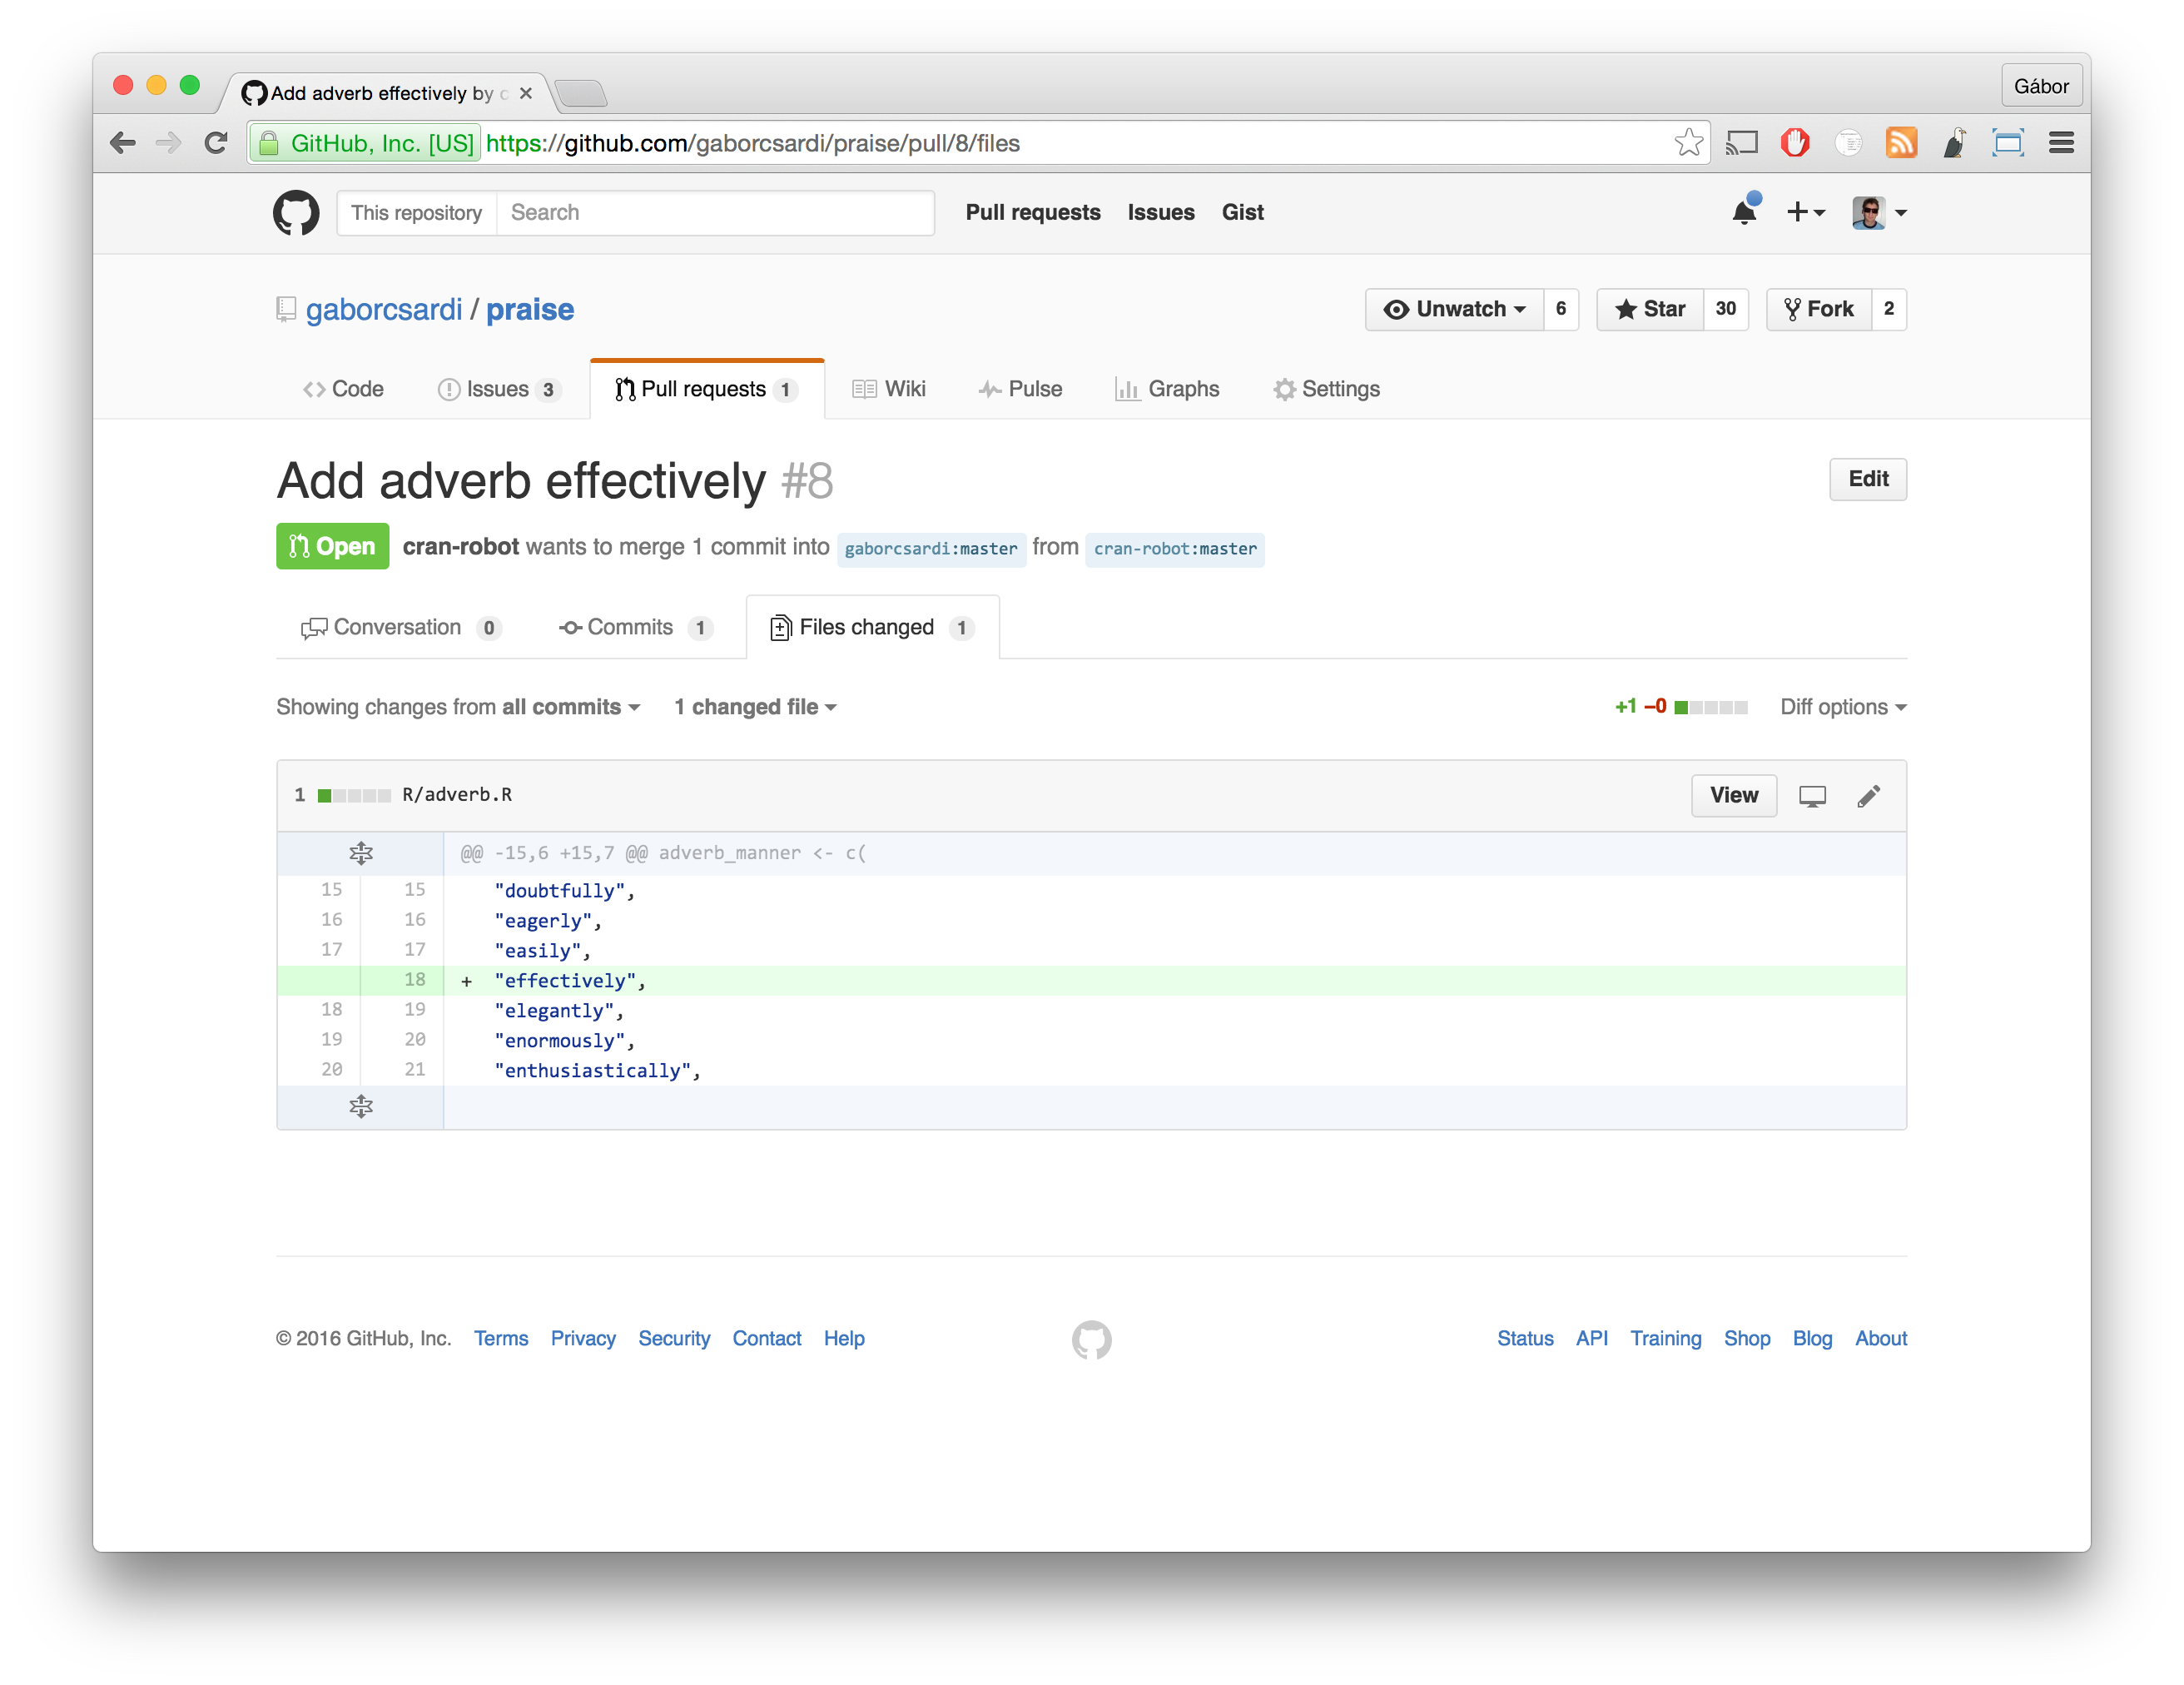 Add adverb effectively by c
Gábor
GitHub, Inc. [US] https://github.com/gaborcsardi/praise/pull/8/files
This repository Search Pull requests Issues Gist
gaborcsardi / praise Unwatch 6 Star 30 Fork 2
Code Issues 3 Pull requests 1 Wiki Pulse Graphs Settings
Add adverb effectively #8 Edit
Open cran-robot wants to merge 1 commit into gaborcsardi:master from cran-robot:master
Conversation 0 Commits 1 Files changed 1
Showing changes from all commits 1 changed file +1 −0 Diff options
1 R/adverb.R View
@@ -15,6 +15,7 @@ adverb_manner <- c(
15 15 "doubtfully",
16 16 "eagerly",
17 17 "easily",
18 + "effectively",
18 19 "elegantly",
19 20 "enormously",
20 21 "enthusiastically",
© 2016 GitHub, Inc. Terms Privacy Security Contact Help Status API Training Shop Blog About